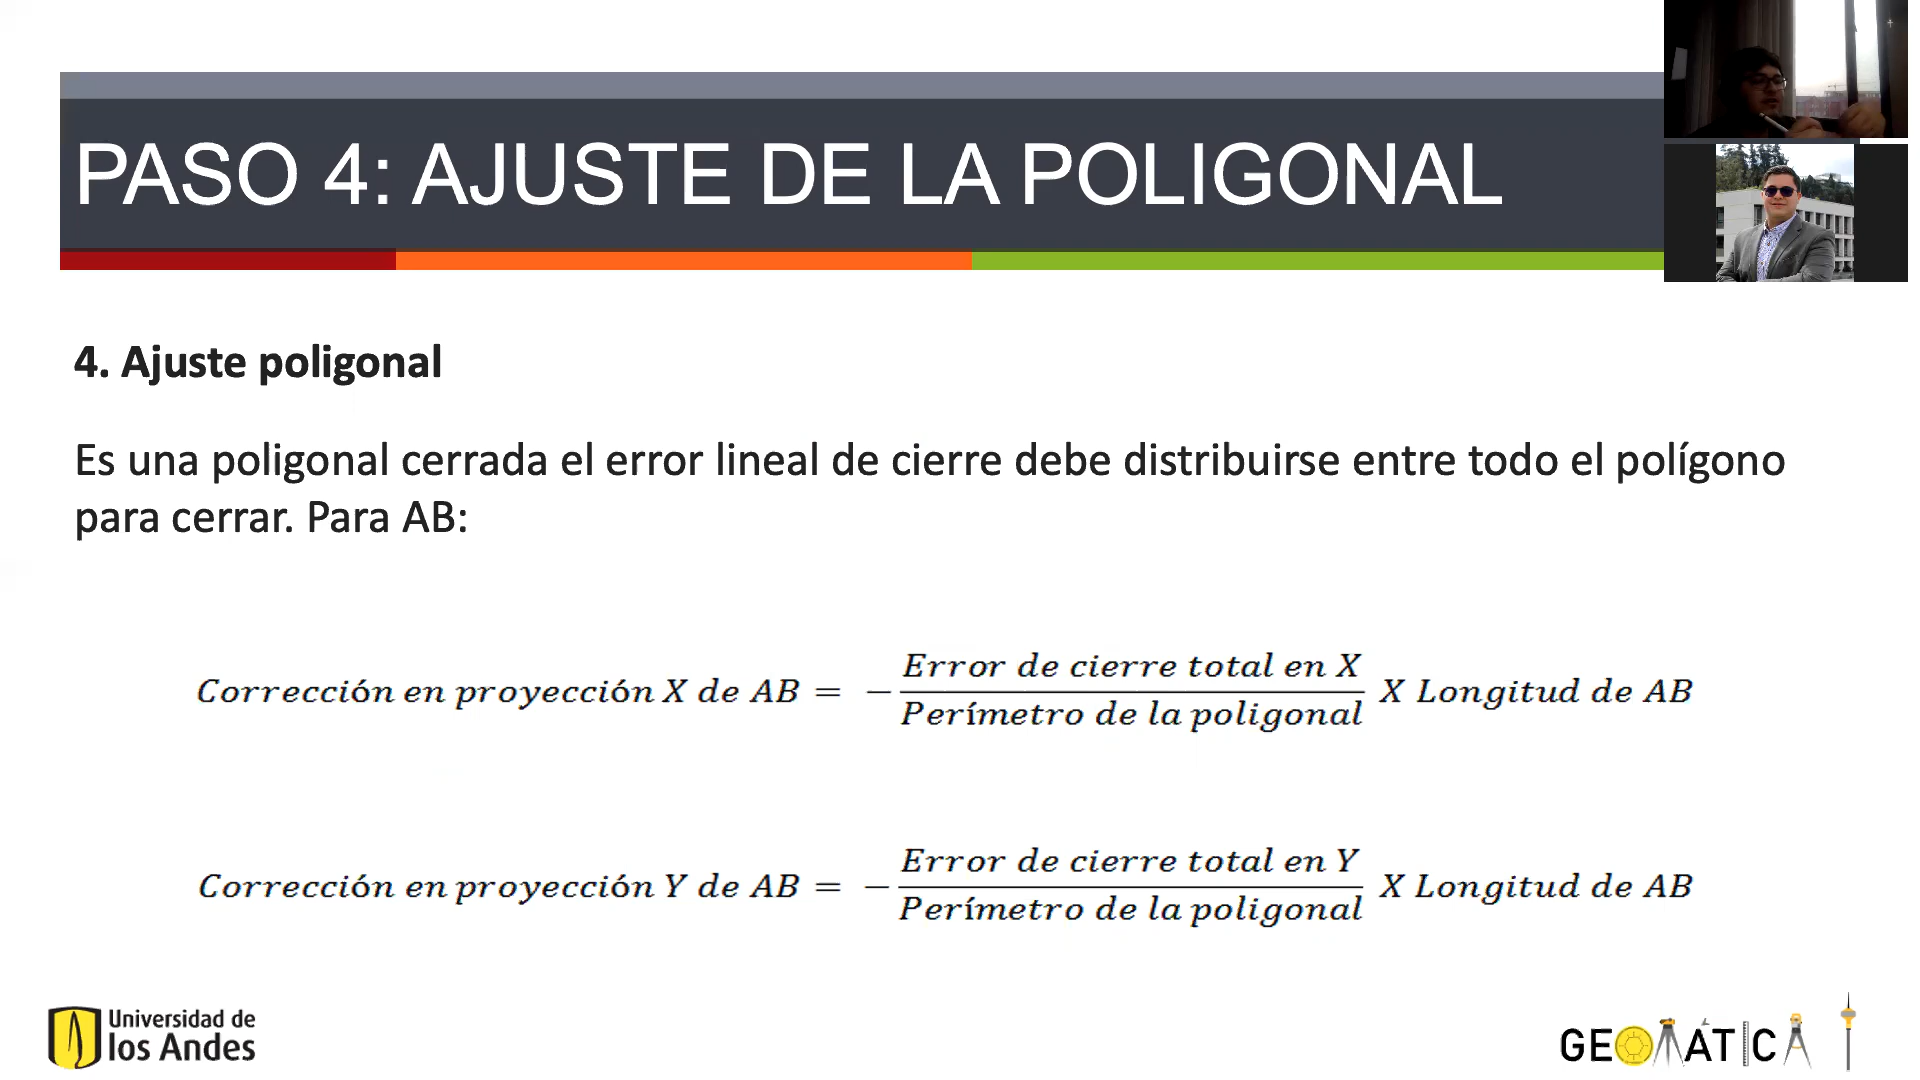 PASO 4: AJUSTE DE LA POLIGONAL
4. Ajuste poligonal
Es una poligonal cerrada el error lineal de cierre debe distribuirse entre todo el polígono
para cerrar. Para AB:
Corrección en proyección X de AB = − Error de cierre total en X / Perímetro de la poligonal X Longitud de AB
Corrección en proyección Y de AB = − Error de cierre total en Y / Perímetro de la poligonal X Longitud de AB
Universidad de
los Andes
GEOMÁTICA